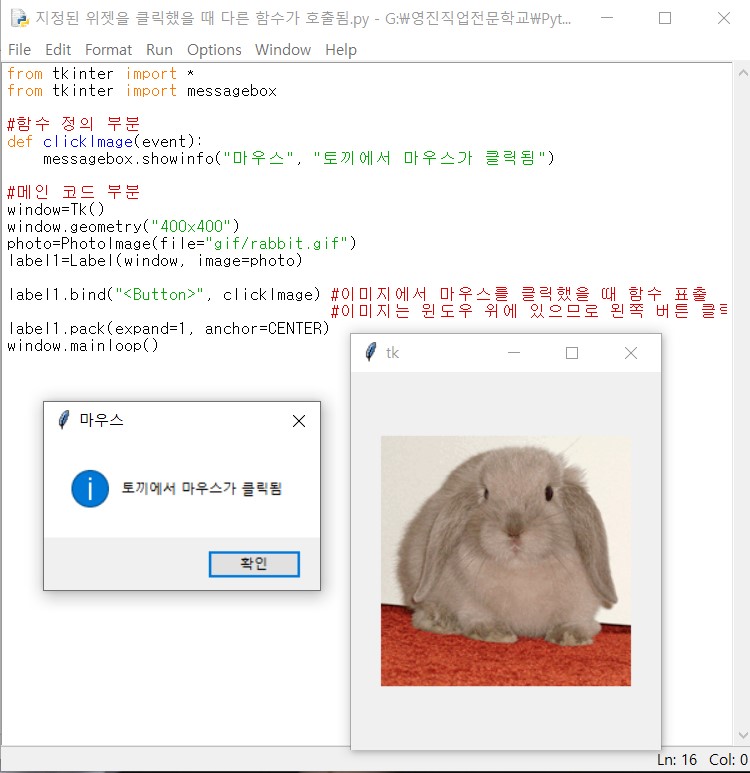 지정된 위젯을 클릭했을 때 다른 함수가 호출됨.py - G:₩영진직업전문학교₩Pyt...
File Edit Format Run Options Window Help
from tkinter import *
from tkinter import messagebox
#함수 정의 부분
def clickImage(event):
    messagebox.showinfo("마우스", "토끼에서 마우스가 클릭됨")
#메인 코드 부분
window=Tk()
window.geometry("400x400")
photo=PhotoImage(file="gif/rabbit.gif")
label1=Label(window, image=photo)
label1.bind("<Button>", clickImage) #이미지에서 마우스를 클릭했을 때 함수 표출
#이미지는 윈도우 위에 있으므로 왼쪽 버튼 클릭
label1.pack(expand=1, anchor=CENTER)
window.mainloop()
tk
마우스
토끼에서 마우스가 클릭됨
확인
Ln: 16 Col: 0